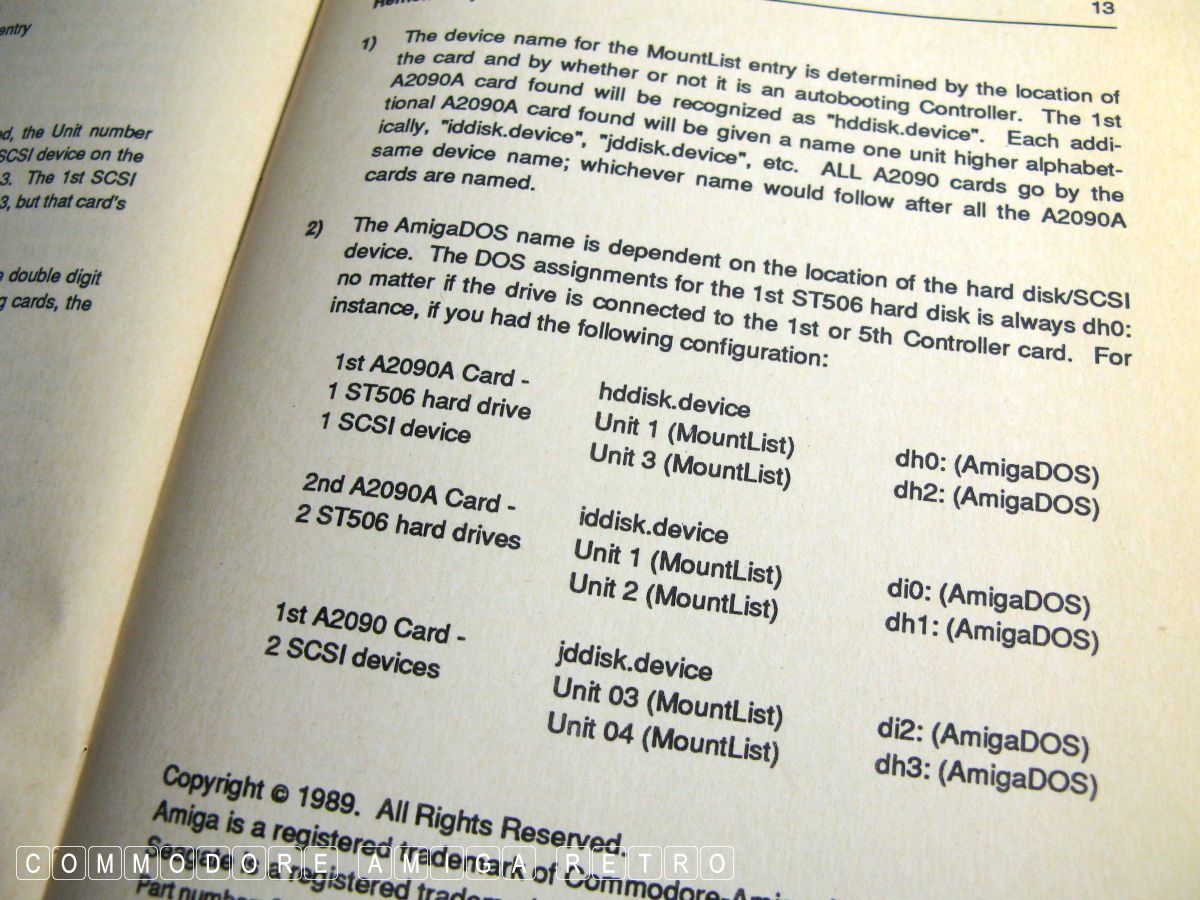 entry
ed, the Unit number
SCSI device on the
3. The 1st SCSI
3, but that card's
double digit
cards, the
13
1) The device name for the MountList entry is determined by the location of
the card and by whether or not it is an autobooting Controller. The 1st
A2090A card found will be recognized as "hddisk.device". Each addi-
tional A2090A card found will be given a name one unit higher alphabet-
ically, "iddisk.device", "jddisk.device", etc. ALL A2090 cards go by the
same device name; whichever name would follow after all the A2090A
cards are named.
2) The AmigaDOS name is dependent on the location of the hard disk/SCSI
device. The DOS assignments for the 1st ST506 hard disk is always dh0:
no matter if the drive is connected to the 1st or 5th Controller card. For
instance, if you had the following configuration:
1st A2090A Card - hddisk.device
1 ST506 hard drive Unit 1 (MountList) dh0: (AmigaDOS)
1 SCSI device Unit 3 (MountList) dh2: (AmigaDOS)
2nd A2090A Card - iddisk.device
2 ST506 hard drives Unit 1 (MountList) di0: (AmigaDOS)
Unit 2 (MountList) dh1: (AmigaDOS)
1st A2090 Card - jddisk.device
2 SCSI devices Unit 03 (MountList) di2: (AmigaDOS)
Unit 04 (MountList) dh3: (AmigaDOS)
Copyright © 1989. All Rights Reserved.
Amiga is a registered trademark of Commodore-Ami
Seagate is a registered tradem
Part number
COMMODORE AMIGA RETRO